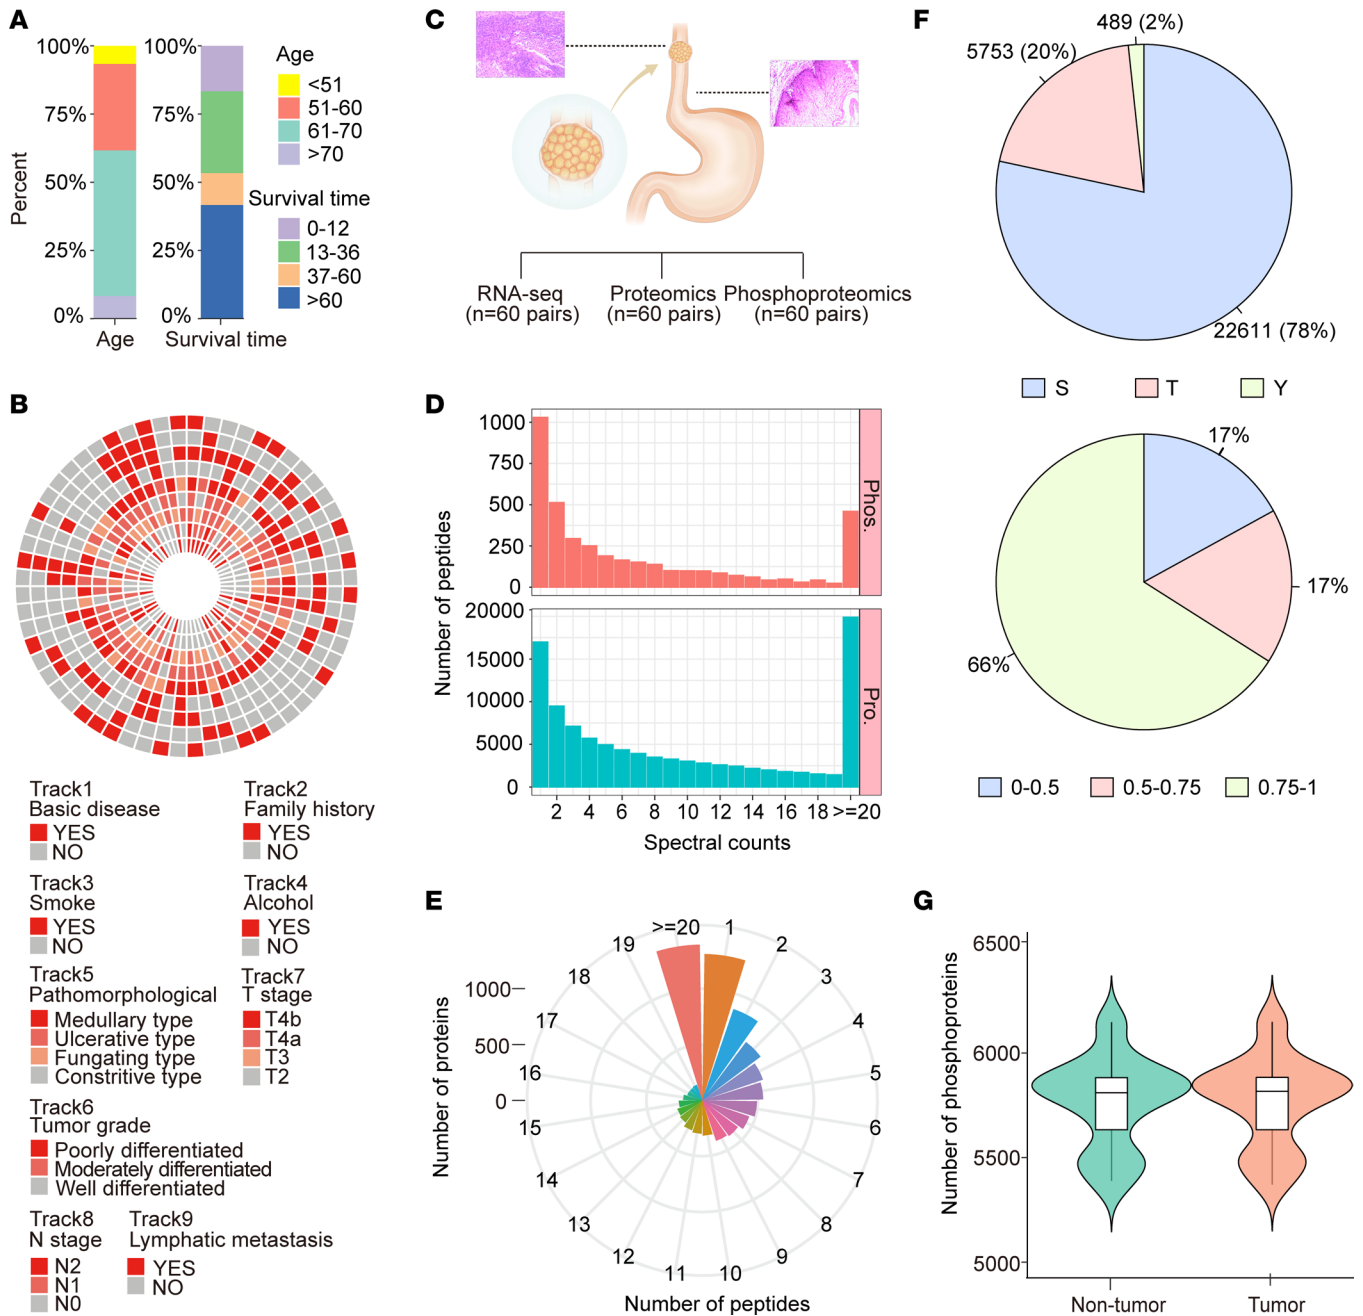 A
100%
75%
50%
25%
0%
Percent
Age
100%
75%
50%
25%
0%
Survival time
Age
<51
51-60
61-70
>70
Survival time
0-12
13-36
37-60
>60
B
Track1
Basic disease
YES
NO
Track2
Family history
YES
NO
Track3
Smoke
YES
NO
Track4
Alcohol
YES
NO
Track5
Pathomorphological
Medullary type
Ulcerative type
Fungating type
Constritive type
Track7
T stage
T4b
T4a
T3
T2
Track6
Tumor grade
Poorly differentiated
Moderately differentiated
Well differentiated
Track8
N stage
N2
N1
N0
Track9
Lymphatic metastasis
YES
NO
C
RNA-seq
(n=60 pairs)
Proteomics
(n=60 pairs)
Phosphoproteomics
(n=60 pairs)
D
Number of peptides
1000
750
500
250
0
Phos.
20000
15000
10000
5000
0
Pro.
2 4 6 8 10 12 14 16 18 >=20
Spectral counts
E
Number of proteins
1000
500
0
>=20
1
2
3
4
5
6
7
8
9
10
11
12
13
14
15
16
17
18
19
Number of peptides
F
489 (2%)
5753 (20%)
22611 (78%)
S T Y
17%
17%
66%
0-0.5 0.5-0.75 0.75-1
G
Number of phosphoproteins
6500
6000
5500
5000
Non-tumor
Tumor